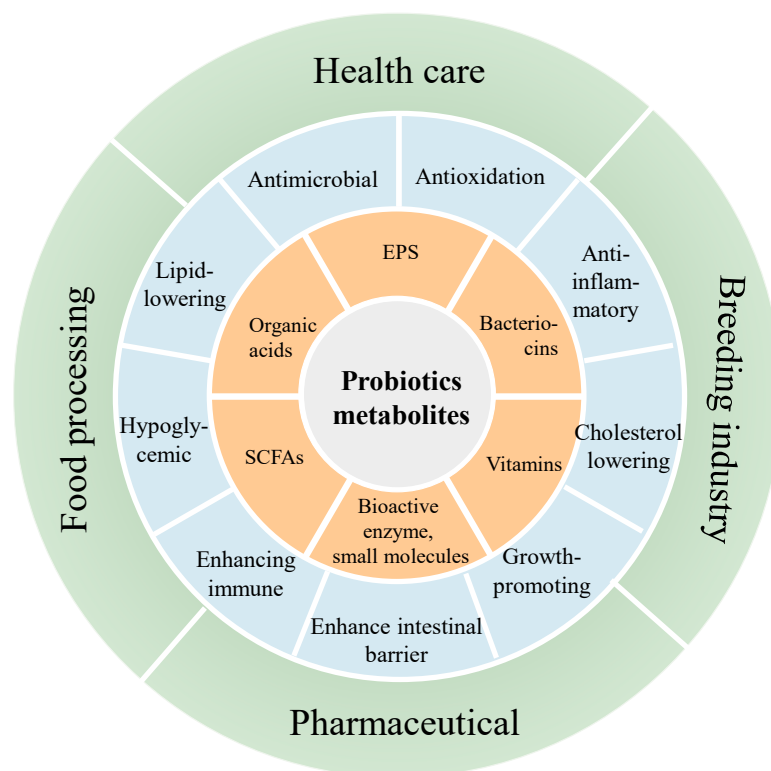 Health care
Antimicrobial
Antioxidation
EPS
Lipid-
lowering
Anti-
inflam-
matory
Organic
acids
Bacterio-
cins
Probiotics
metabolites
Food processing
Breeding industry
Hypogly-
cemic
SCFAs
Vitamins
Cholesterol
lowering
Bioactive
enzyme,
small molecules
Enhancing
immune
Growth-
promoting
Enhance intestinal
barrier
Pharmaceutical